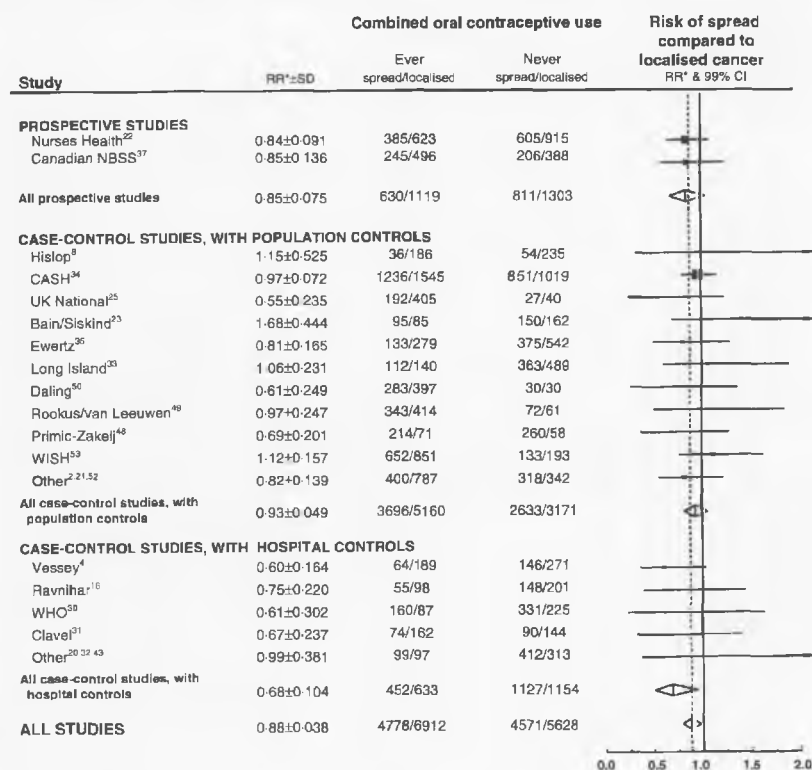 Combined oral contraceptive use
Risk of spread compared to localised cancer
Study RR*±SD Ever spread/localised Never spread/localised RR* & 99% CI
PROSPECTIVE STUDIES
Nurses Health22 0·84±0·091 385/623 605/915
Canadian NBSS37 0·85±0 136 245/496 206/388
All prospective studies 0·85±0·075 630/1119 811/1303
CASE-CONTROL STUDIES, WITH POPULATION CONTROLS
Hislop8 1·15±0·525 36/186 54/235
CASH34 0·97±0·072 1236/1545 851/1019
UK National25 0·55±0·235 192/405 27/40
Bain/Siskind23 1·68±0·444 95/85 150/162
Ewertz35 0·81±0·165 133/279 375/542
Long Island33 1·06±0·231 112/140 363/489
Daling50 0·61±0·249 283/397 30/30
Rookus/van Leeuwen49 0·97+0·247 343/414 72/61
Primic-Zakelj48 0·69±0·201 214/71 260/58
WISH53 1·12±0·157 652/851 133/193
Other2,21,52 0·82+0·139 400/787 318/342
All case-control studies, with population controls 0·93±0·049 3696/5160 2633/3171
CASE-CONTROL STUDIES, WITH HOSPITAL CONTROLS
Vessey4 0·60±0·164 64/189 146/271
Ravnihar16 0·75±0·220 55/98 148/201
WHO30 0·61±0·302 160/87 331/225
Clavel31 0·67±0·237 74/162 90/144
Other20 32 43 0·99±0·381 99/97 412/313
All case-control studies, with hospital controls 0·68±0·104 452/633 1127/1154
ALL STUDIES 0·88±0·038 4778/6912 4571/5628
0.0 0.5 1.0 1.5 2.0